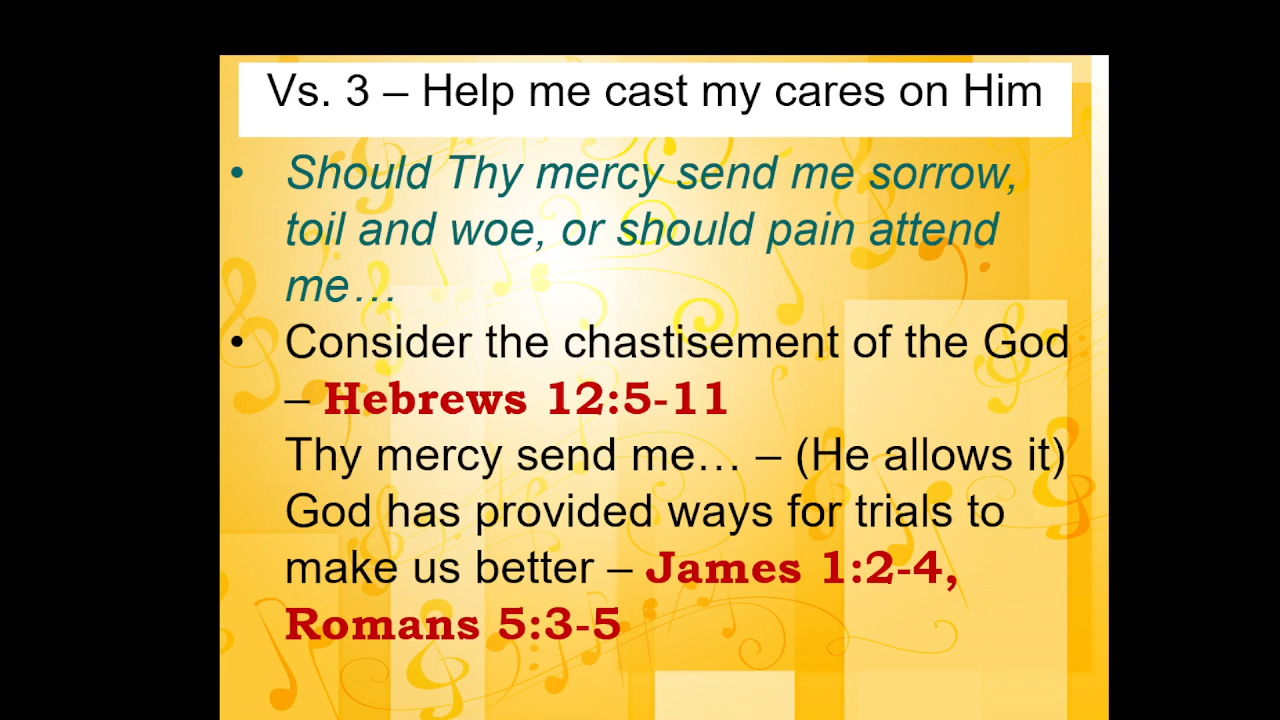 Vs. 3 – Help me cast my cares on Him
• Should Thy mercy send me sorrow,
toil and woe, or should pain attend
me…
• Consider the chastisement of the God
– Hebrews 12:5-11
Thy mercy send me… – (He allows it)
God has provided ways for trials to
make us better – James 1:2-4,
Romans 5:3-5